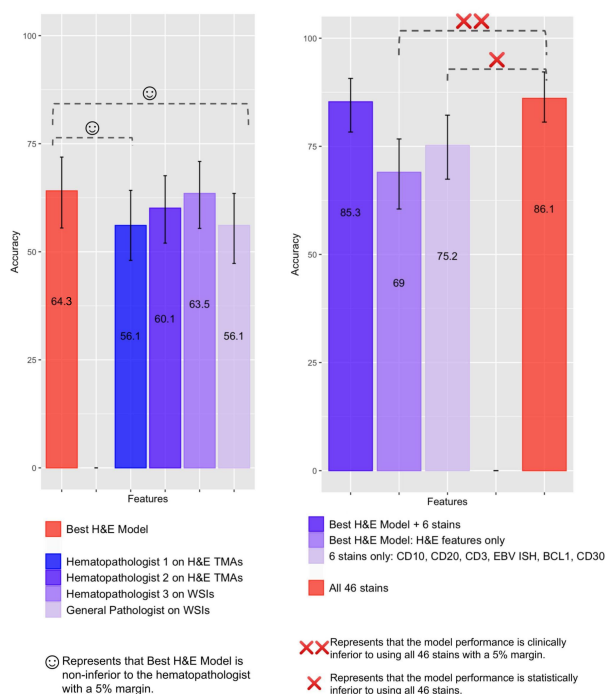 100
75
50
25
0
Accuracy
64.3
56.1
60.1
63.5
56.1
Features
Best H&E Model
Hematopathologist 1 on H&E TMAs
Hematopathologist 2 on H&E TMAs
Hematopathologist 3 on WSIs
General Pathologist on WSIs
Represents that Best H&E Model is
non-inferior to the hematopathologist
with a 5% margin.
100
75
50
25
0
Accuracy
85.3
69
75.2
86.1
Features
Best H&E Model + 6 stains
Best H&E Model: H&E features only
6 stains only: CD10, CD20, CD3, EBV ISH, BCL1, CD30
All 46 stains
Represents that the model performance is clinically
inferior to using all 46 stains with a 5% margin.
Represents that the model performance is statistically
inferior to using all 46 stains.